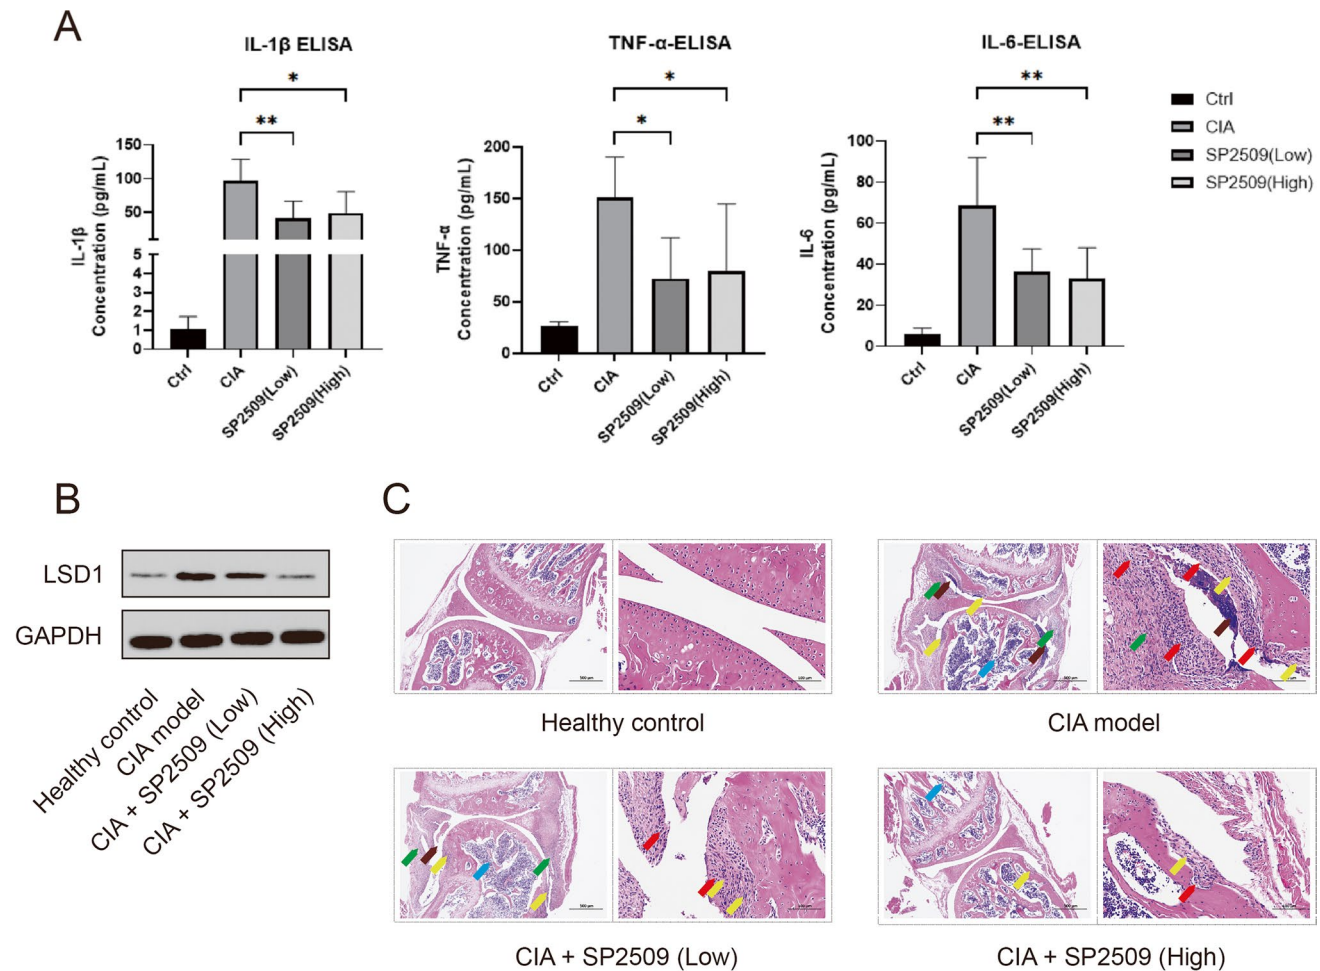 A
IL-1β ELISA
*
**
150
100
50
5
4
3
2
1
0
IL-1β
Concentration (pg/mL)
Ctrl
CIA
SP2509(Low)
SP2509(High)
TNF-α-ELISA
*
*
200
150
100
50
0
TNF-α
Concentration (pg/mL)
Ctrl
CIA
SP2509(Low)
SP2509(High)
IL-6-ELISA
**
**
100
80
60
40
20
0
IL-6
Concentration (pg/mL)
Ctrl
CIA
SP2509(Low)
SP2509(High)
Ctrl
CIA
SP2509(Low)
SP2509(High)
B
LSD1
GAPDH
Healthy control
CIA model
CIA + SP2509 (Low)
CIA + SP2509 (High)
C
Healthy control
CIA model
CIA + SP2509 (Low)
CIA + SP2509 (High)